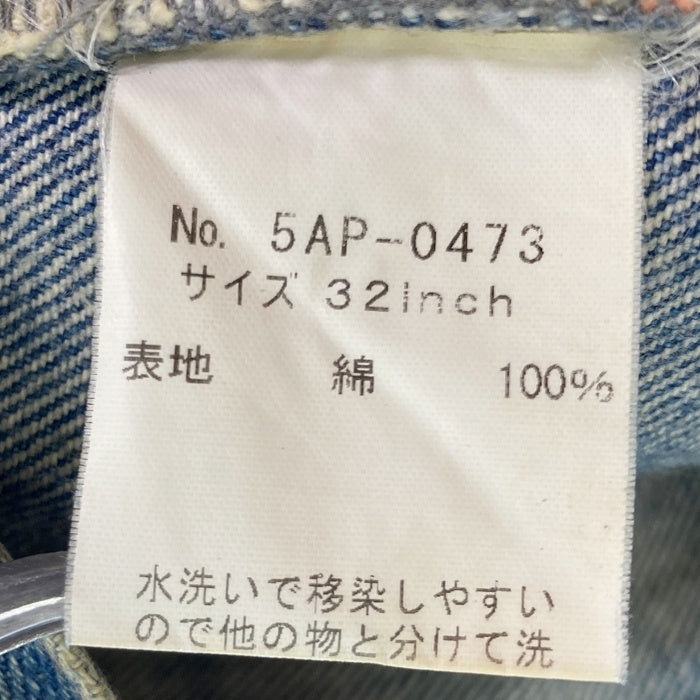 No. 5AP-0473
サイズ 32inch
表地 綿 100%
水洗いで移染しやすい
ので他の物と分けて洗